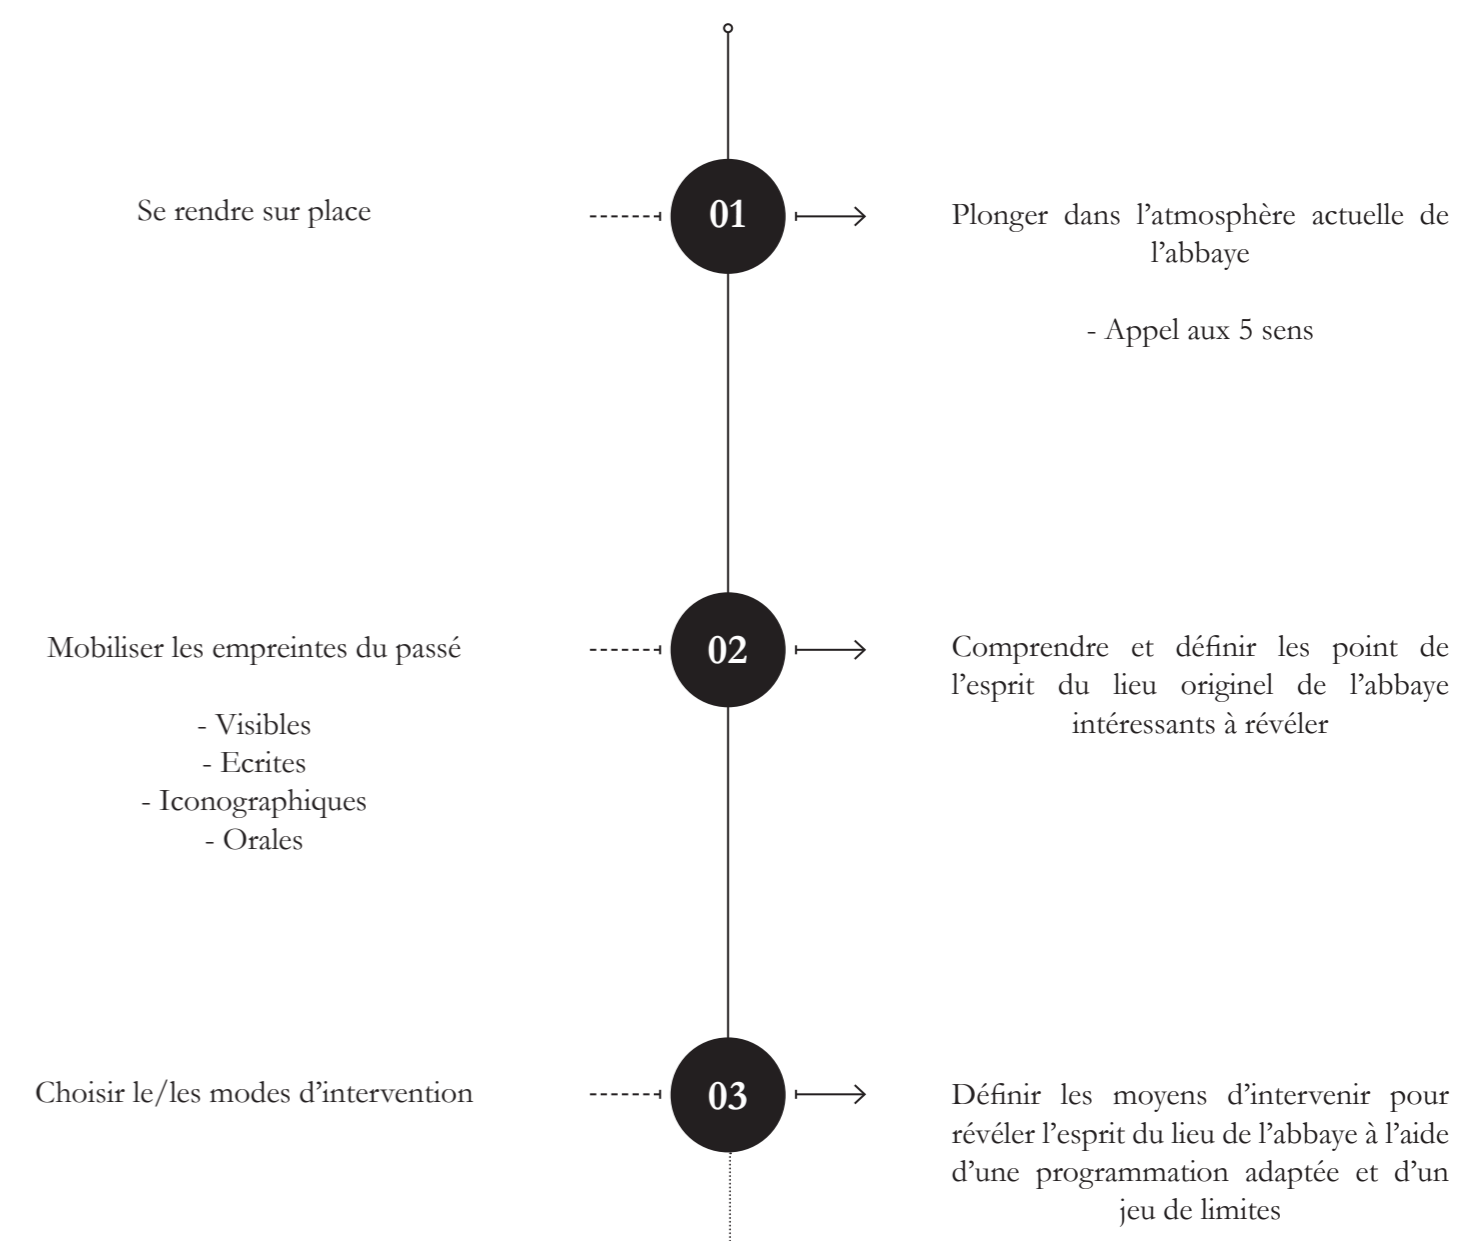 Se rendre sur place
01
Plonger dans l’atmosphère actuelle de
l’abbaye
- Appel aux 5 sens
Mobiliser les empreintes du passé
- Visibles
- Ecrites
- Iconographiques
- Orales
02
Comprendre et définir les point de
l’esprit du lieu originel de l’abbaye
intéressants à révéler
Choisir le/les modes d’intervention
03
Définir les moyens d’intervenir pour
révéler l’esprit du lieu de l’abbaye à l’aide
d’une programmation adaptée et d’un
jeu de limites